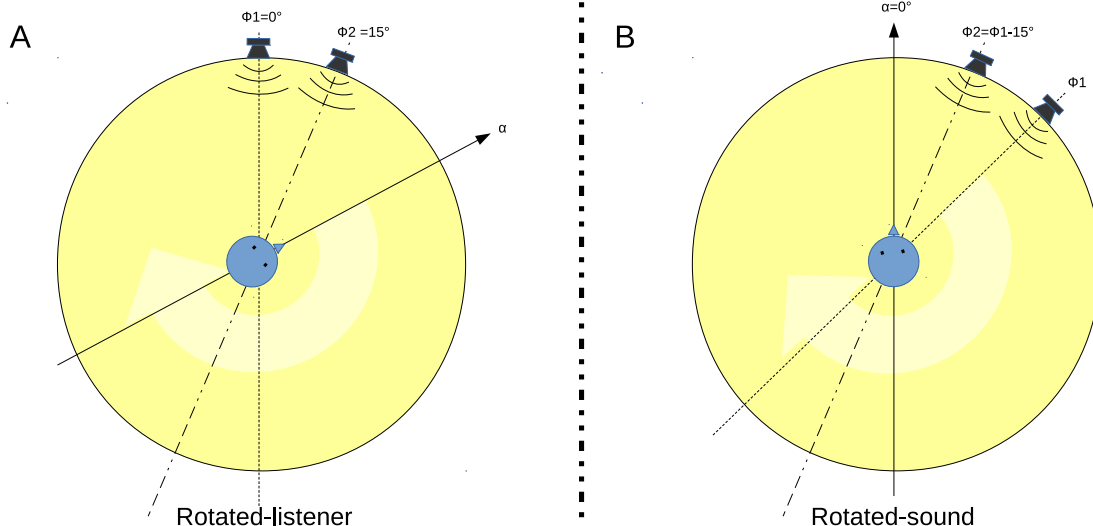 A
Φ1=0°
Φ2 =15°
α
Rotated-listener
B
α=0°
Φ2=Φ1-15°
Φ1
Rotated-sound